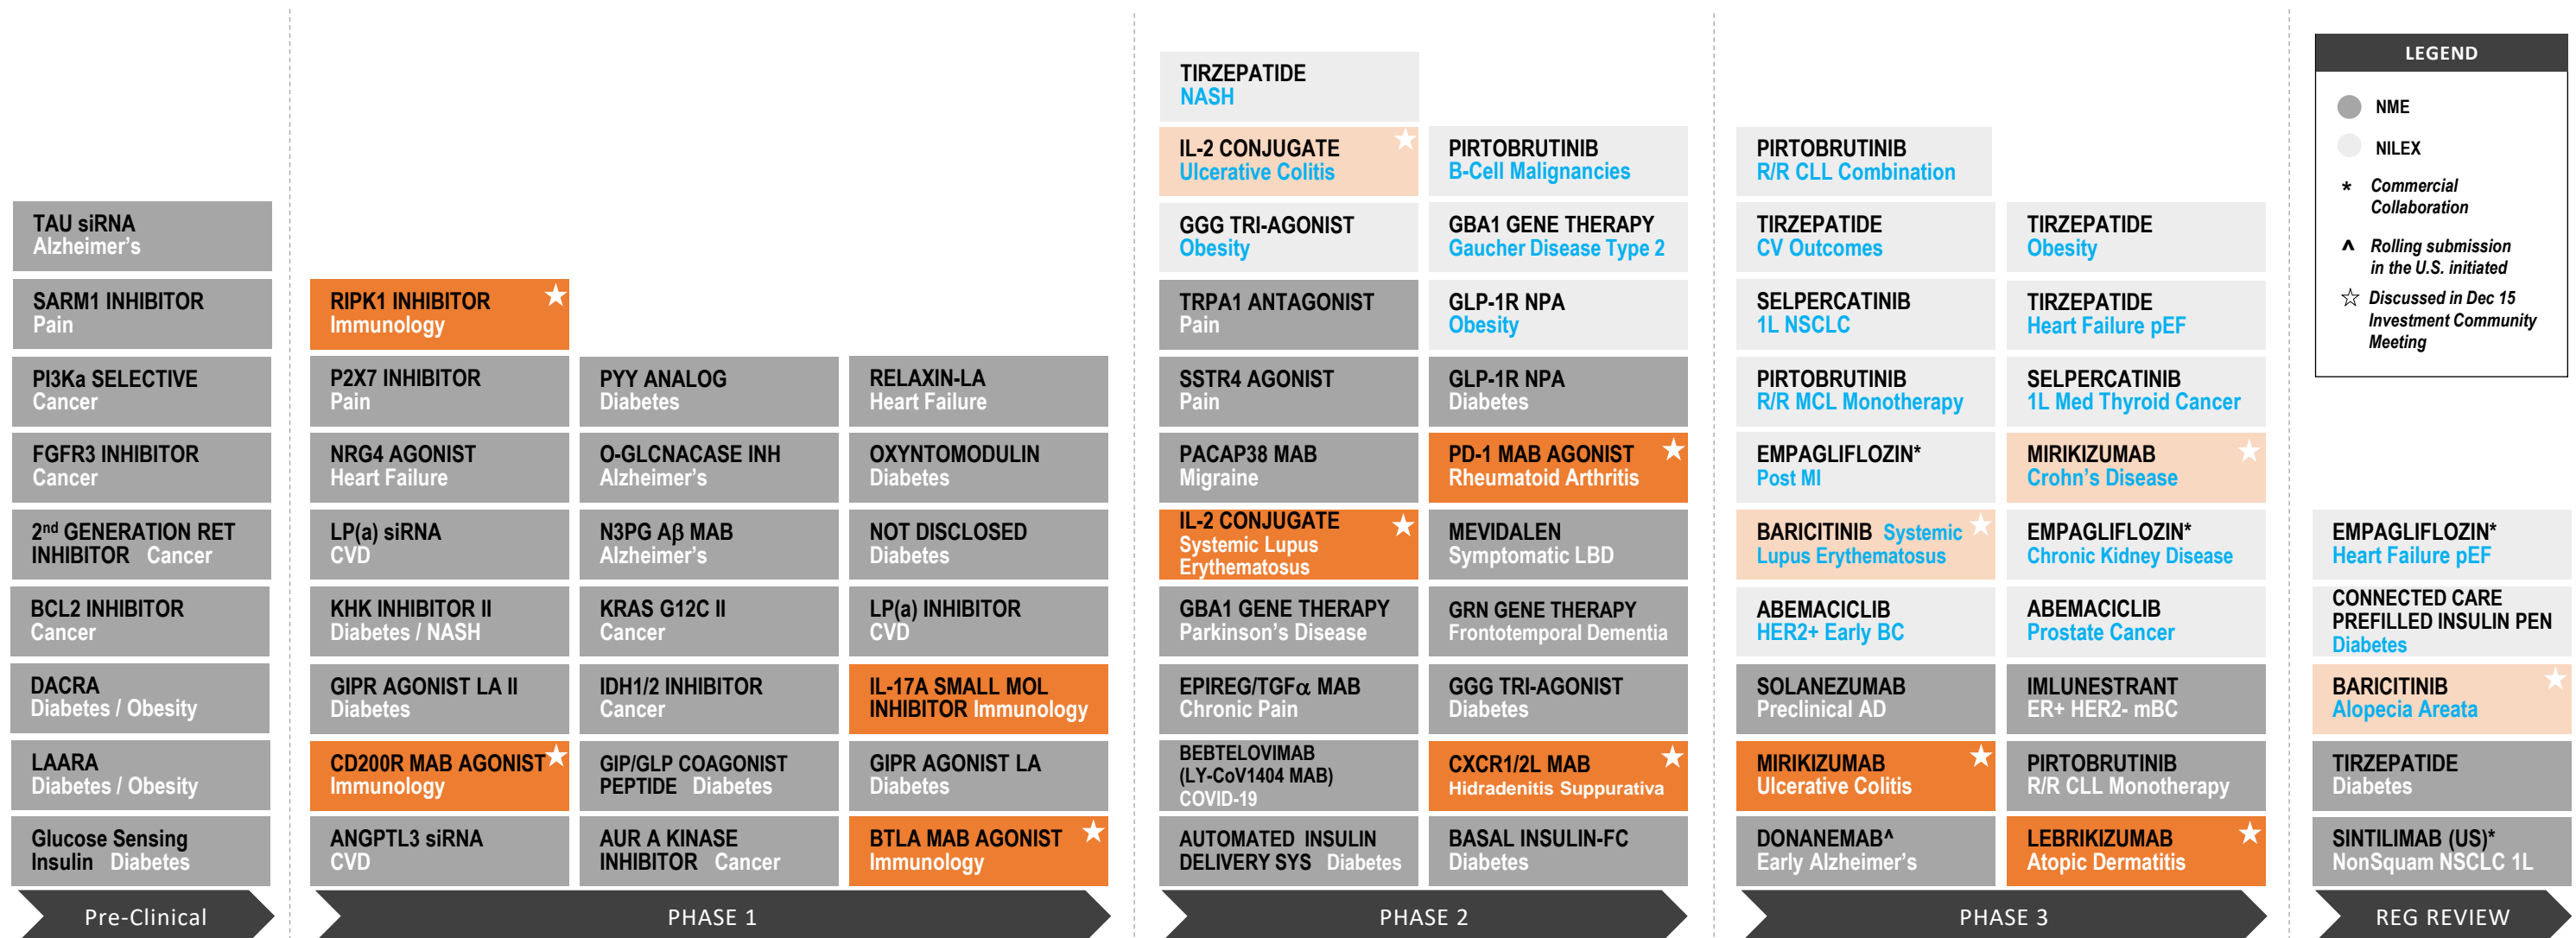 TAU siRNA
Alzheimer's
SARM1 INHIBITOR
Pain
PI3Ka SELECTIVE
Cancer
FGFR3 INHIBITOR
Cancer
2nd GENERATION RET
INHIBITOR Cancer
BCL2 INHIBITOR
Cancer
DACRA
Diabetes / Obesity
LAARA
Diabetes / Obesity
Glucose Sensing
Insulin Diabetes
Pre-Clinical
RIPK1 INHIBITOR
Immunology
P2X7 INHIBITOR
Pain
NRG4 AGONIST
Heart Failure
LP(a) siRNA
CVD
KHK INHIBITOR II
Diabetes / NASH
GIPR AGONIST LA II
Diabetes
CD200R MAB AGONIST
Immunology
ANGPTL3 siRNA
CVD
PYY ANALOG
Diabetes
O-GLCNACASE INH
Alzheimer's
N3PG Aβ MAB
Alzheimer's
KRAS G12C II
Cancer
IDH1/2 INHIBITOR
Cancer
GIP/GLP COAGONIST
PEPTIDE Diabetes
AUR A KINASE
INHIBITOR Cancer
RELAXIN-LA
Heart Failure
OXYNTOMODULIN
Diabetes
NOT DISCLOSED
Diabetes
LP(a) INHIBITOR
CVD
IL-17A SMALL MOL
INHIBITOR Immunology
GIPR AGONIST LA
Diabetes
BTLA MAB AGONIST
Immunology
PHASE 1
TIRZEPATIDE
NASH
IL-2 CONJUGATE
Ulcerative Colitis
GGG TRI-AGONIST
Obesity
TRPA1 ANTAGONIST
Pain
SSTR4 AGONIST
Pain
PACAP38 MAB
Migraine
IL-2 CONJUGATE
Systemic Lupus
Erythematosus
GBA1 GENE THERAPY
Parkinson's Disease
EPIREG/TGFα MAB
Chronic Pain
BEBTELOVIMAB
(LY-CoV1404 MAB)
COVID-19
AUTOMATED INSULIN
DELIVERY SYS Diabetes
PIRTOBRUTINIB
B-Cell Malignancies
GBA1 GENE THERAPY
Gaucher Disease Type 2
GLP-1R NPA
Obesity
GLP-1R NPA
Diabetes
PD-1 MAB AGONIST
Rheumatoid Arthritis
MEVIDALEN
Symptomatic LBD
GRN GENE THERAPY
Frontotemporal Dementia
GGG TRI-AGONIST
Diabetes
CXCR1/2L MAB
Hidradenitis Suppurativa
BASAL INSULIN-FC
Diabetes
PHASE 2
PIRTOBRUTINIB
R/R CLL Combination
TIRZEPATIDE
CV Outcomes
SELPERCATINIB
1L NSCLC
PIRTOBRUTINIB
R/R MCL Monotherapy
EMPAGLIFLOZIN*
Post MI
BARICITINIB Systemic
Lupus Erythematosus
ABEMACICLIB
HER2+ Early BC
SOLANEZUMAB
Preclinical AD
MIRIKIZUMAB
Ulcerative Colitis
DONANEMAB^
Early Alzheimer's
TIRZEPATIDE
Obesity
TIRZEPATIDE
Heart Failure pEF
SELPERCATINIB
1L Med Thyroid Cancer
MIRIKIZUMAB
Crohn's Disease
EMPAGLIFLOZIN*
Chronic Kidney Disease
ABEMACICLIB
Prostate Cancer
IMLUNESTRANT
ER+ HER2- mBC
PIRTOBRUTINIB
R/R CLL Monotherapy
LEBRIKIZUMAB
Atopic Dermatitis
PHASE 3
LEGEND
NME
NILEX
* Commercial
Collaboration
^ Rolling submission
in the U.S. initiated
☆ Discussed in Dec 15
Investment Community
Meeting
EMPAGLIFLOZIN*
Heart Failure pEF
CONNECTED CARE
PREFILLED INSULIN PEN
Diabetes
BARICITINIB
Alopecia Areata
TIRZEPATIDE
Diabetes
SINTILIMAB (US)*
NonSquam NSCLC 1L
REG REVIEW